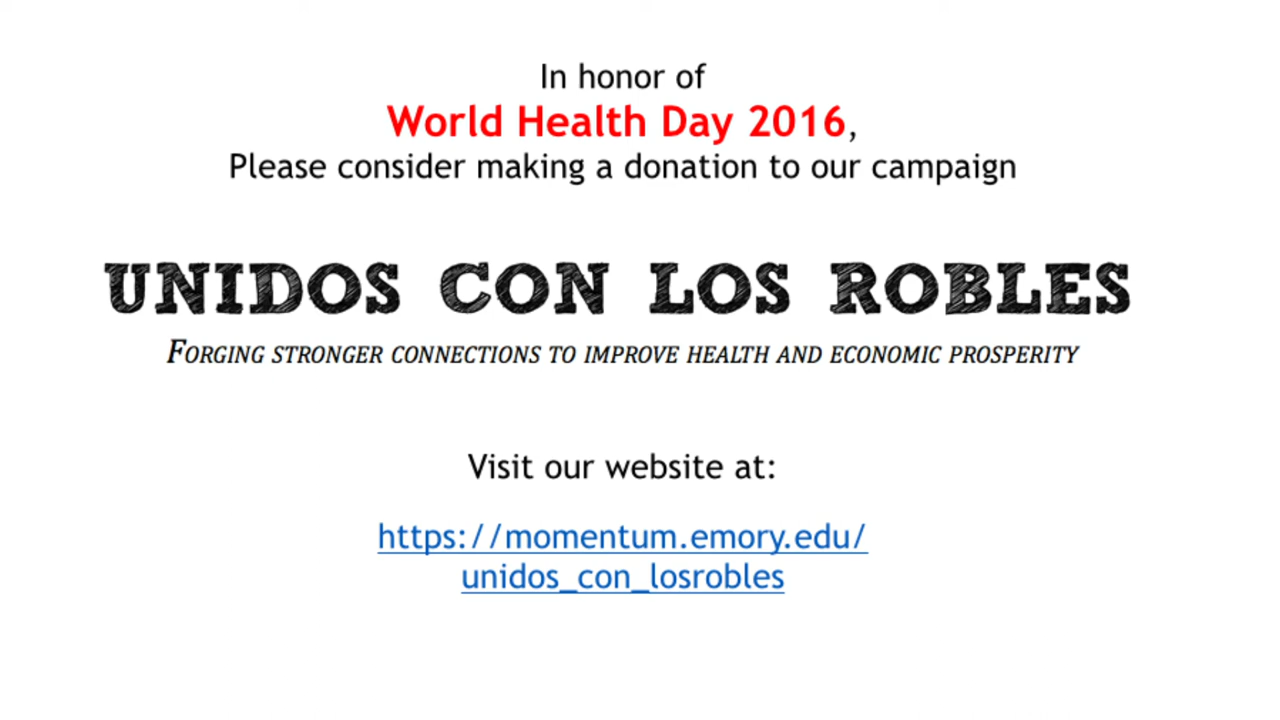 In honor of
World Health Day 2016,
Please consider making a donation to our campaign
UNIDOS CON LOS ROBLES
FORGING STRONGER CONNECTIONS TO IMPROVE HEALTH AND ECONOMIC PROSPERITY
Visit our website at:
https://momentum.emory.edu/
unidos_con_losrobles